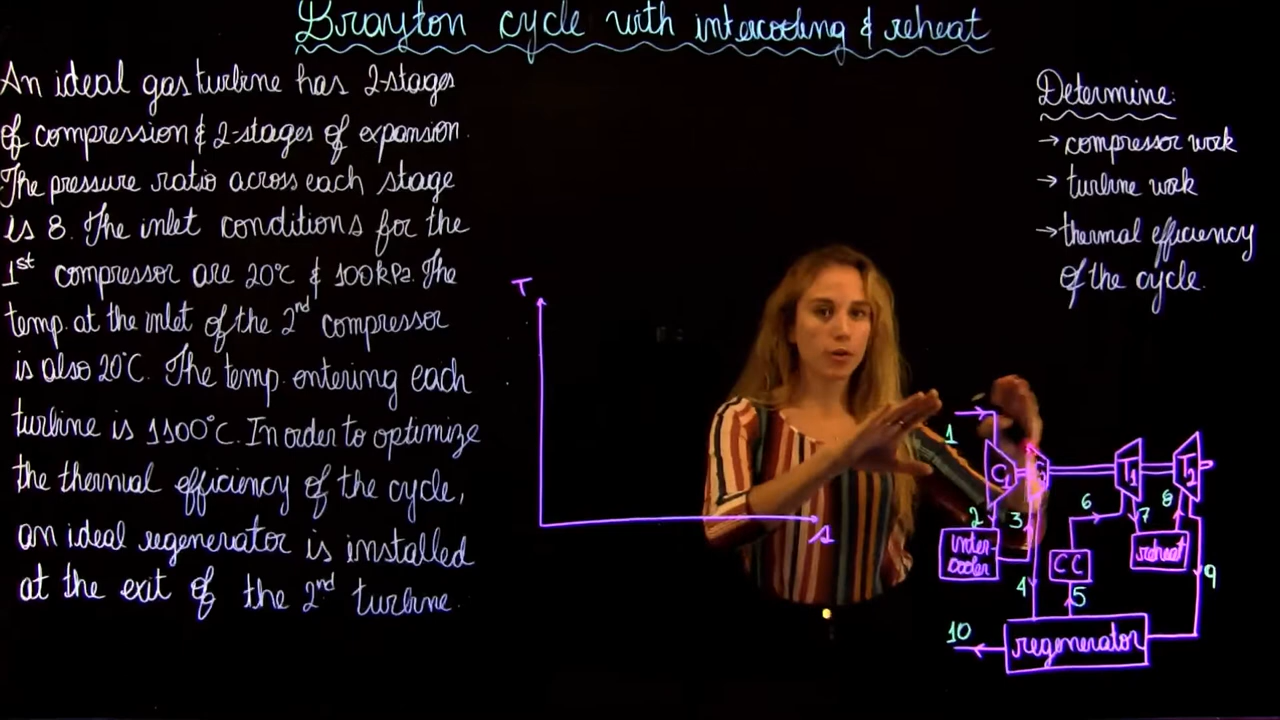 Brayton cycle with intercooling & reheat
An ideal gas turbine has 2-stages
of compression & 2-stages of expansion.
The pressure ratio across each stage
is 8. The inlet conditions for the
1st compressor are 20°C & 100kPa. The
temp. at the inlet of the 2nd compressor
is also 20°C. The temp. entering each
turbine is 1100°C. In order to optimize
the thermal efficiency of the cycle,
an ideal regenerator is installed
at the exit of the 2nd turbine.
Determine:
→ compressor work
→ turbine work
→ thermal efficiency
of the cycle.
T
s
1
C1
T1
T2
2
3
6
7
8
inter-
cooler
CC
reheat
4
5
9
10
regenerator